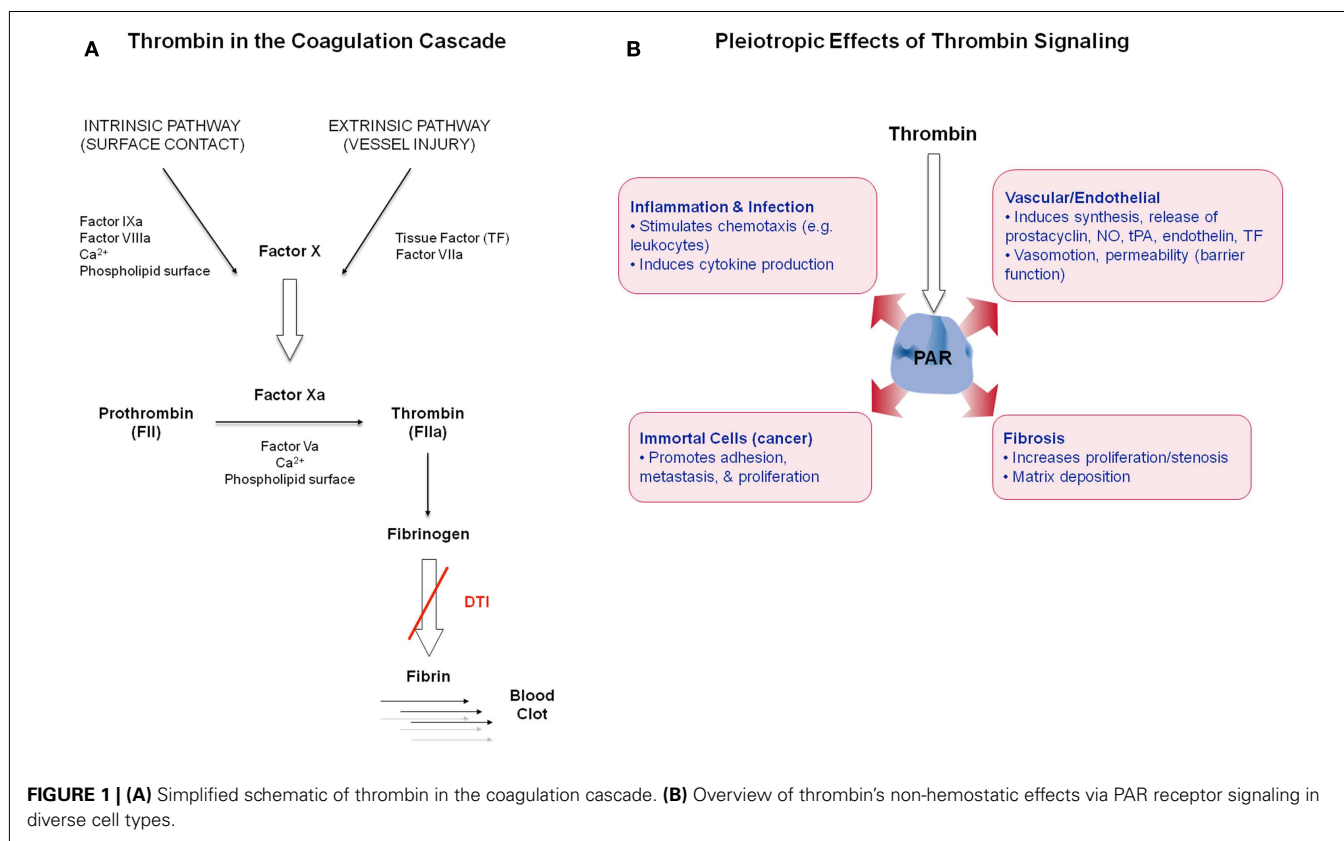 A Thrombin in the Coagulation Cascade
INTRINSIC PATHWAY
(SURFACE CONTACT)
EXTRINSIC PATHWAY
(VESSEL INJURY)
Factor IXa
Factor VIIIa
Ca²⁺
Phospholipid surface
Factor X
Tissue Factor (TF)
Factor VIIa
Factor Xa
Prothrombin
(FII)
Thrombin
(FIIa)
Factor Va
Ca²⁺
Phospholipid surface
Fibrinogen
DTI
Fibrin
Blood
Clot
B Pleiotropic Effects of Thrombin Signaling
Thrombin
Inflammation & Infection
• Stimulates chemotaxis (e.g.
leukocytes)
• Induces cytokine production
Vascular/Endothelial
• Induces synthesis, release of
prostacyclin, NO, tPA, endothelin, TF
• Vasomotion, permeability (barrier
function)
PAR
Immortal Cells (cancer)
• Promotes adhesion,
metastasis, & proliferation
Fibrosis
• Increases proliferation/stenosis
• Matrix deposition
FIGURE 1 | (A) Simplified schematic of thrombin in the coagulation cascade. (B) Overview of thrombin's non-hemostatic effects via PAR receptor signaling in
diverse cell types.